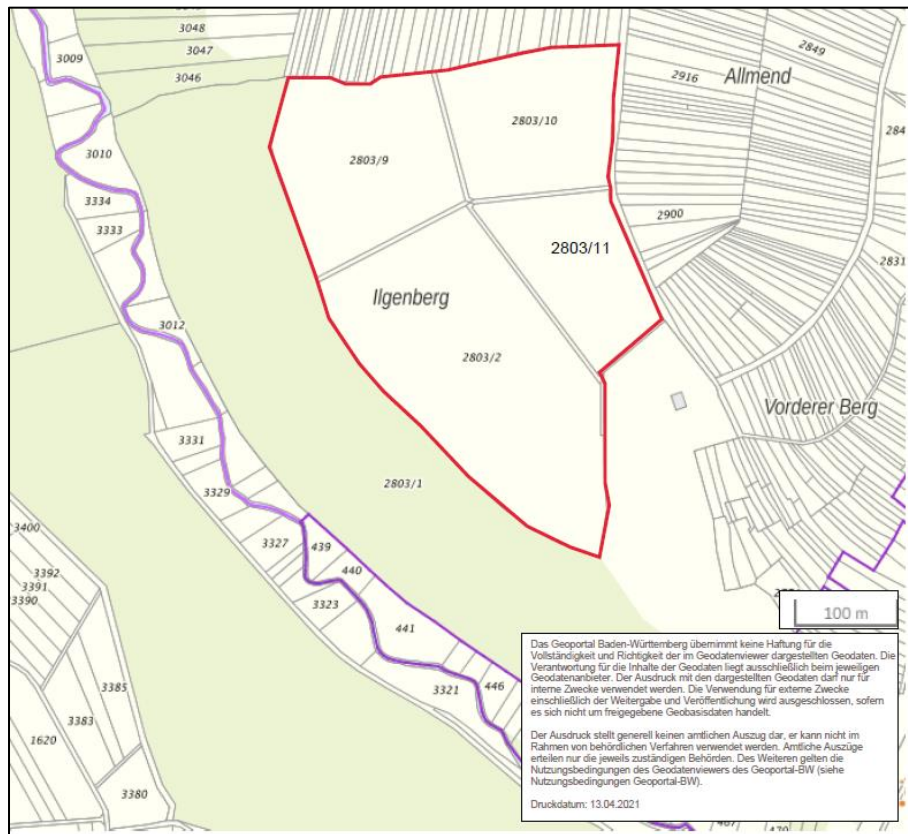 3048
3047
3046
3009
3010
3334
3333
3012
3331
3329
3327
3323
3321
439
440
441
446
2803/9
2803/10
2803/11
Ilgenberg
2803/2
2803/1
2849
2916
Allmend
284
2900
2831
Vorderer Berg
3400
3392
3391
3390
3385
3383
1620
3380
100 m
Das Geoportal Baden-Württemberg übernimmt keine Haftung für die
Vollständigkeit und Richtigkeit der im Geodatenviewer dargestellten Geodaten. Die
Verantwortung für die Inhalte der Geodaten liegt ausschließlich beim jeweiligen
Geodatenanbieter. Der Ausdruck mit den dargestellten Geodaten darf nur für
interne Zwecke verwendet werden. Die Verwendung für externe Zwecke
einschließlich der Weitergabe und Veröffentlichung wird ausgeschlossen, sofern
es sich nicht um freigegebene Geobasisdaten handelt.
Der Ausdruck stellt generell keinen amtlichen Auszug dar, er kann nicht im
Rahmen von behördlichen Verfahren verwendet werden. Amtliche Auszüge
erteilen nur die jeweils zuständigen Behörden. Des Weiteren gelten die
Nutzungsbedingungen des Geodatenviewers des Geoportal-BW (siehe
Nutzungsbedingungen Geoportal-BW).
Druckdatum: 13.04.2021